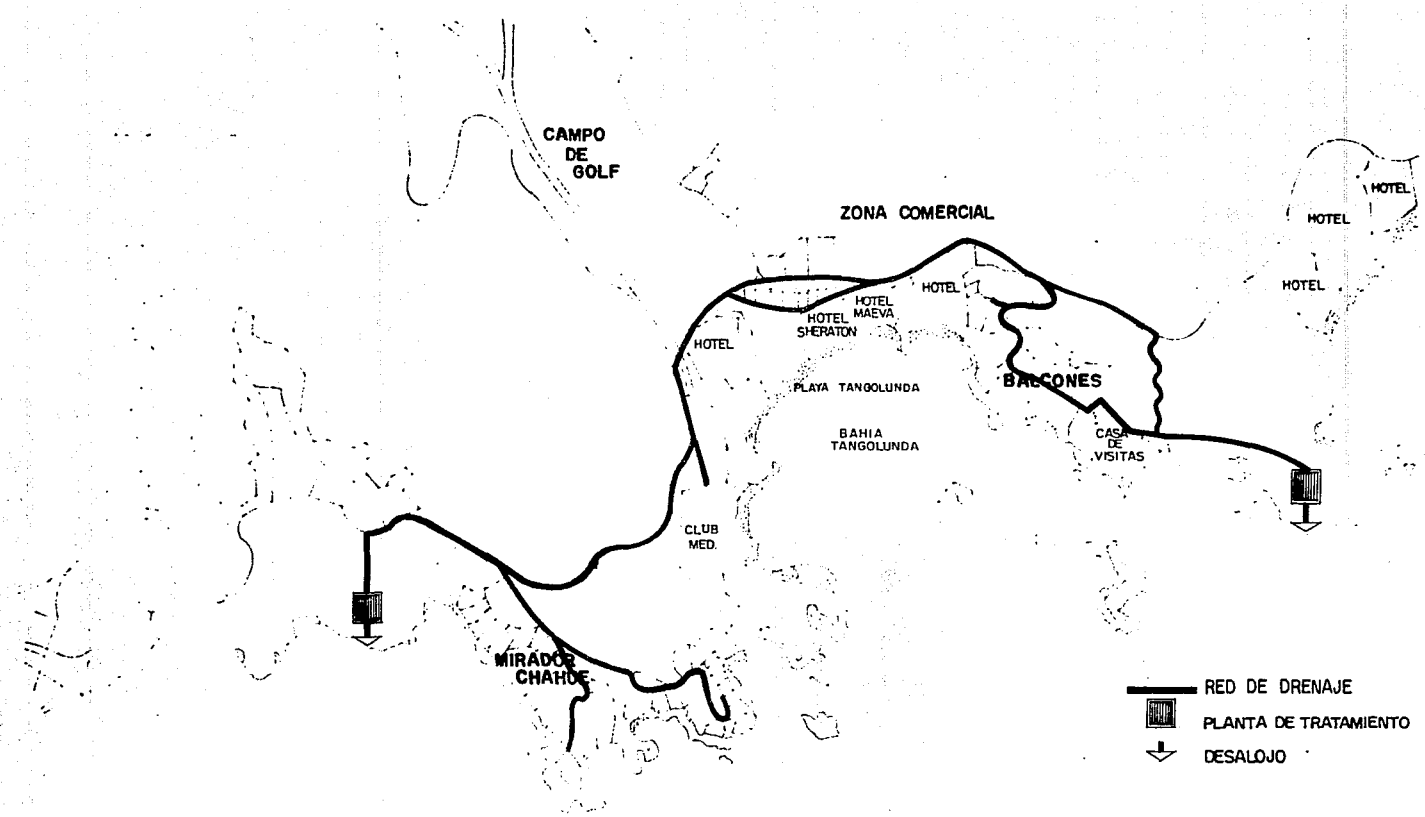 CAMPO
DE
GOLF
ZONA COMERCIAL
HOTEL
HOTEL
HOTEL
HOTEL
HOTEL
MAEVA
HOTEL
SHERATON
HOTEL
PLAYA TANGOLUNDA
BALCONES
BAHIA
TANGOLUNDA
CASA
DE
VISITAS
CLUB
MED.
MIRADOR
CHAHUE
RED DE DRENAJE
PLANTA DE TRATAMIENTO
DESALOJO